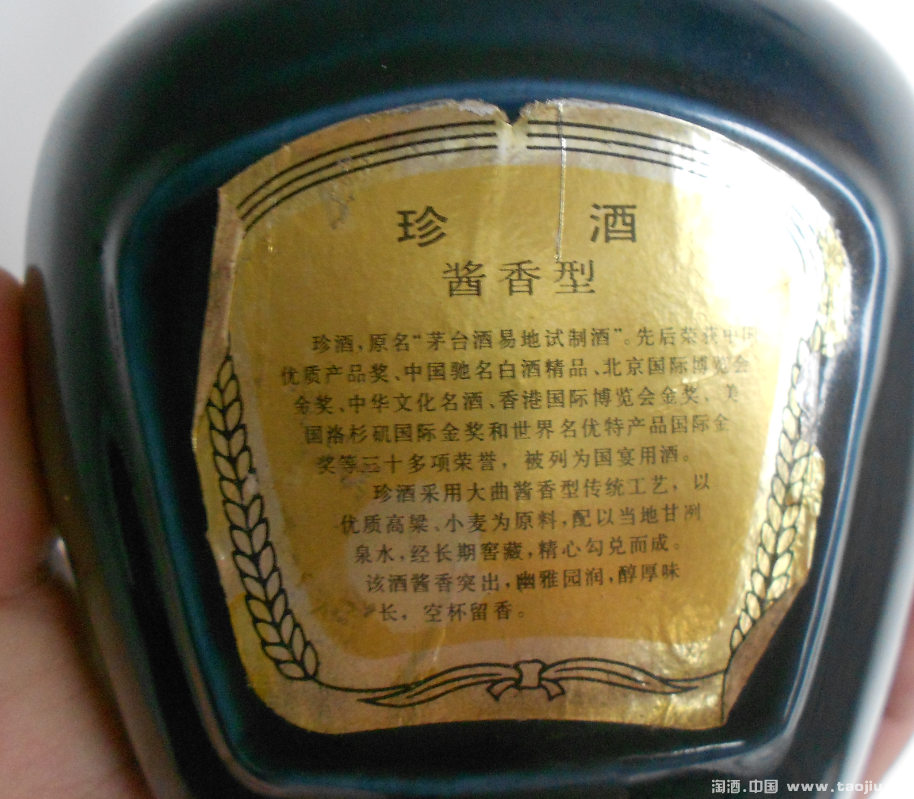 珍 酒
酱香型
珍酒,原名“茅台酒易地试制酒”。先后荣获中国
优质产品奖、中国驰名白酒精品、北京国际博览会
金奖、中华文化名酒、香港国际博览会金奖、美
国洛杉矶国际金奖和世界名优特产品国际金
奖等三十多项荣誉，被列为国宴用酒。
珍酒采用大曲酱香型传统工艺，以
优质高梁、小麦为原料,配以当地甘冽
泉水,经长期窖藏,精心勾兑而成。
该酒酱香突出,幽雅园润,醇厚味
长，空杯留香。
淘酒.中国 www.taojiu